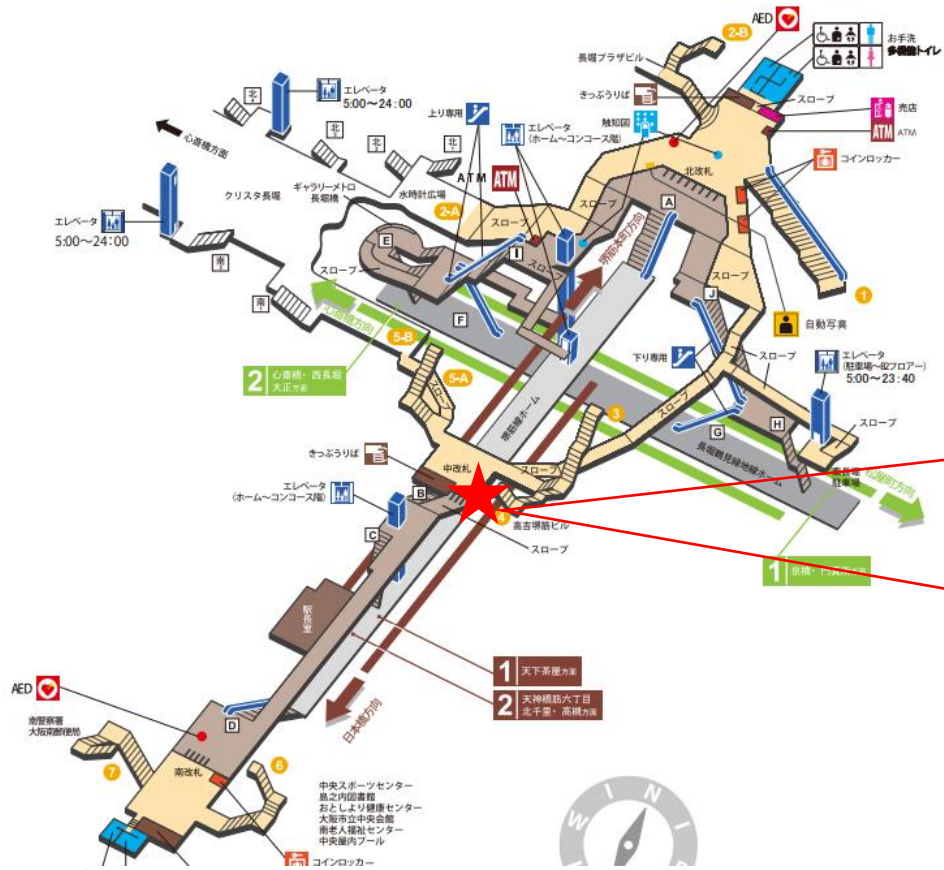 AED
2-B
お手洗
多機能トイレ
長堀プラザビル
きっぷうりば
スロープ
売店
ATM
ATM
触知図
コインロッカー
北改札
北
エレベータ
5:00〜24:00
上り専用
エレベータ
(ホーム〜コンコース階)
心斎橋方面
北
北
北
ATM
ATM
ギャラリーメトロ
長堀橋
水時計広場
クリスタ長堀
2-A
スロープ
スロープ
A
堺筋本町方向
エレベータ
5:00〜24:00
南
南
E
I
スロープ
スロープ
スロープ
J
1
自動写真
心斎橋方向
F
5-B
2
心斎橋・西長堀
大正方面
5-A
スロープ
下り専用
スロープ
エレベータ
(駐車場〜B2フロアー)
5:00〜23:40
スロープ
スロープ
3
G
H
堺筋線ホーム
長堀鶴見緑地線ホーム
駐車場
松屋町方向
きっぷうりば
中改札
スロープ
エレベータ
(ホーム〜コンコース階)
B
4
高吉堺筋ビル
スロープ
C
1
京橋・門真南方面
駅長室
1
天下茶屋方面
2
天神橋筋六丁目
北千里・高槻方面
日本橋方向
AED
南警察署
大阪南郵便局
D
7
南改札
6
中央スポーツセンター
島之内図書館
おとしより健康センター
大阪市立中央会館
南老人福祉センター
中央屋内プール
コインロッカー
W
N